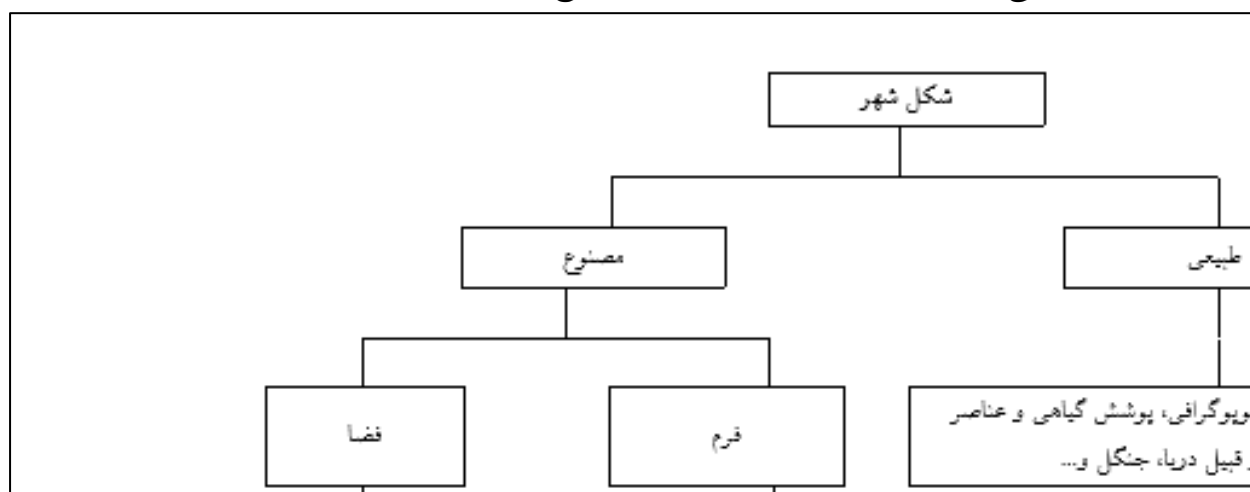 شکل شهر
طبیعی
مصنوع
پوشش گیاهی و عناصر
قبیل دریا، جنگل و...
فرم
فضا